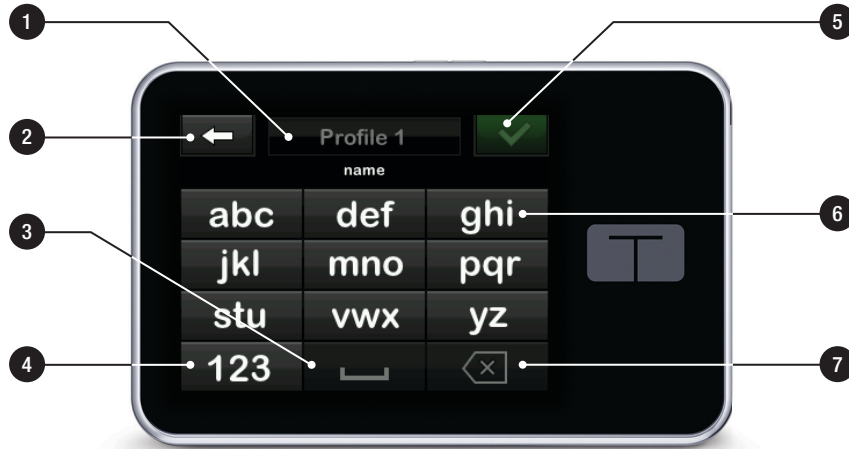 1
5
2
Profile 1
name
abc def ghi
6
3
jkl mno pqr
stu vwx yz
4
123
7